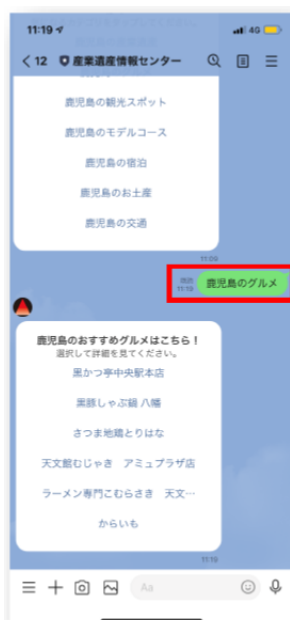 11:19
4G
12 産業遺産情報センター
鹿児島の観光スポット
鹿児島のモデルコース
鹿児島の宿泊
鹿児島のお土産
鹿児島の交通
11:09
既読
11:19
鹿児島のグルメ
鹿児島のおすすめグルメはこちら!
選択して詳細を見てください。
黒かつ亭中央駅本店
黒豚しゃぶ鍋 八幡
さつま地鶏とりはな
天文館むじゃき アミュプラザ店
ラーメン専門こむらさき 天文…
からいも
11:19
Aa